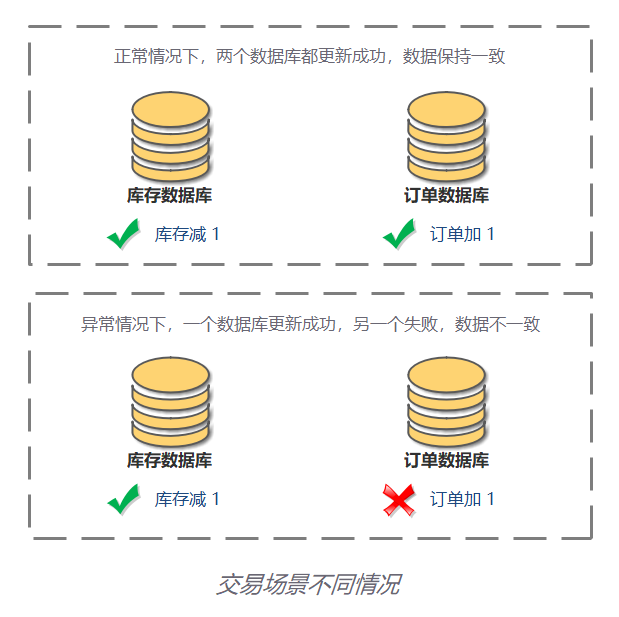 正常情况下，两个数据库都更新成功，数据保持一致
库存数据库
订单数据库
库存减 1
订单加 1
异常情况下，一个数据库更新成功，另一个失败，数据不一致
库存数据库
订单数据库
库存减 1
订单加 1
交易场景不同情况